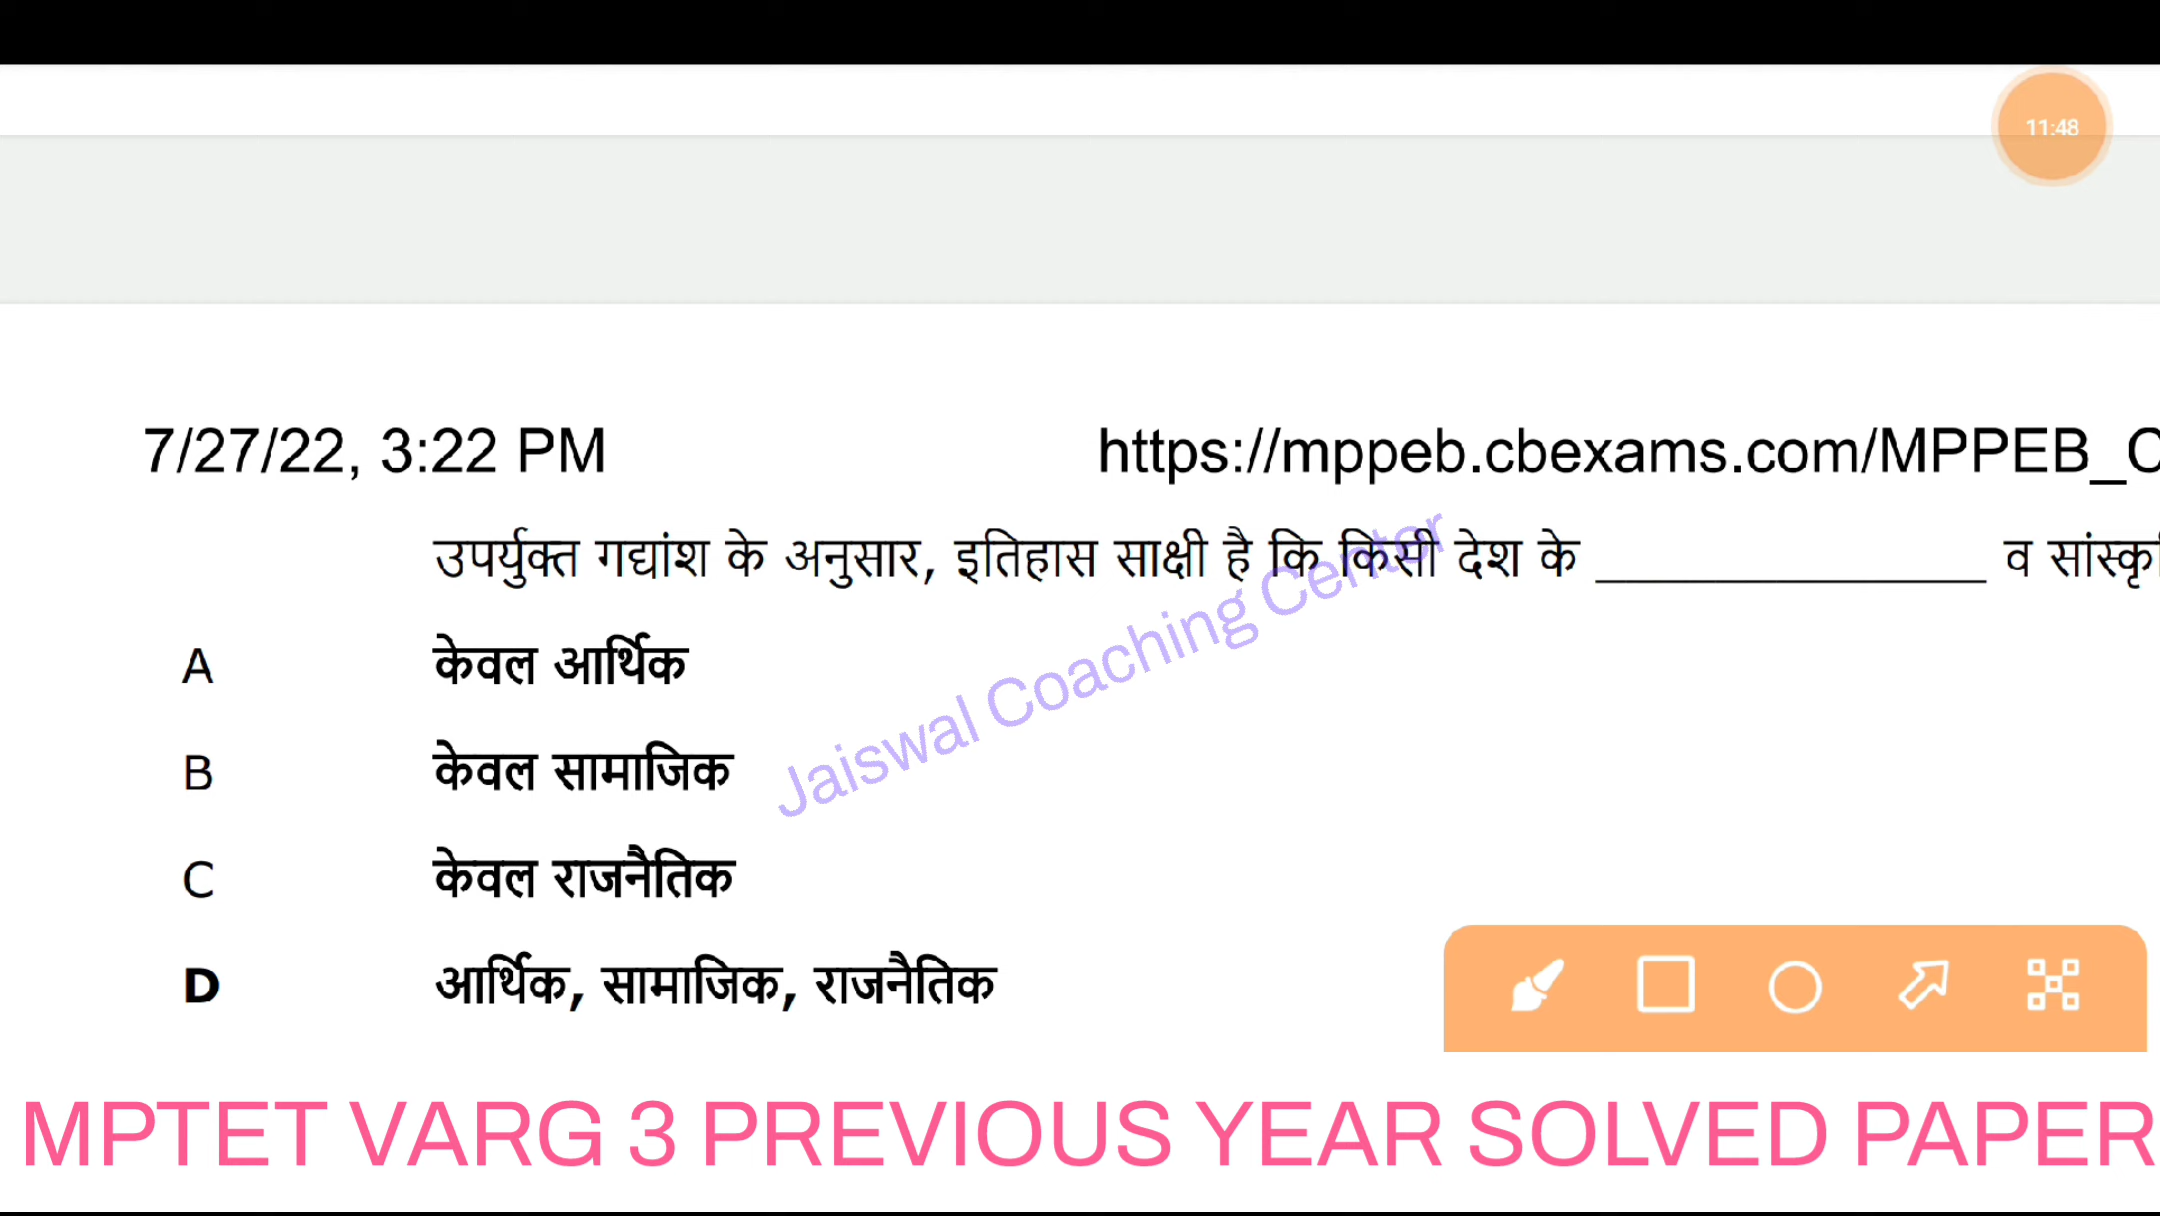 11:48
7/27/22, 3:22 PM https://mppeb.cbexams.com/MPPEB_C
उपर्युक्त गद्यांश के अनुसार, इतिहास साक्षी है कि किसी देश के ______________ व सांस्कृ
A केवल आर्थिक
B केवल सामाजिक
C केवल राजनैतिक
D आर्थिक, सामाजिक, राजनैतिक
Jaiswal Coaching Center
MPTET VARG 3 PREVIOUS YEAR SOLVED PAPER